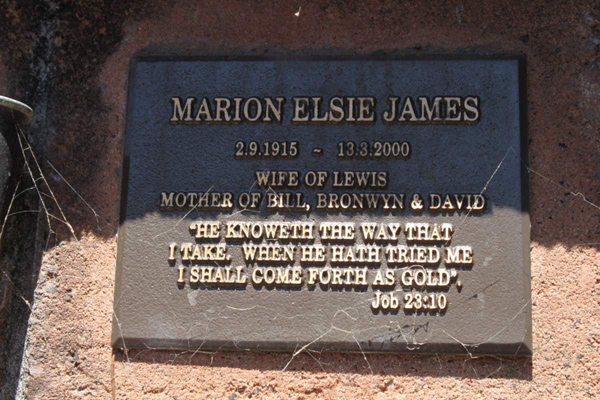 MARION ELSIE JAMES
2.9.1915 ~ 13.3.2000
WIFE OF LEWIS
MOTHER OF BILL, BRONWYN & DAVID
"HE KNOWETH THE WAY THAT
I TAKE. WHEN HE HATH TRIED ME
I SHALL COME FORTH AS GOLD".
Job 23:10